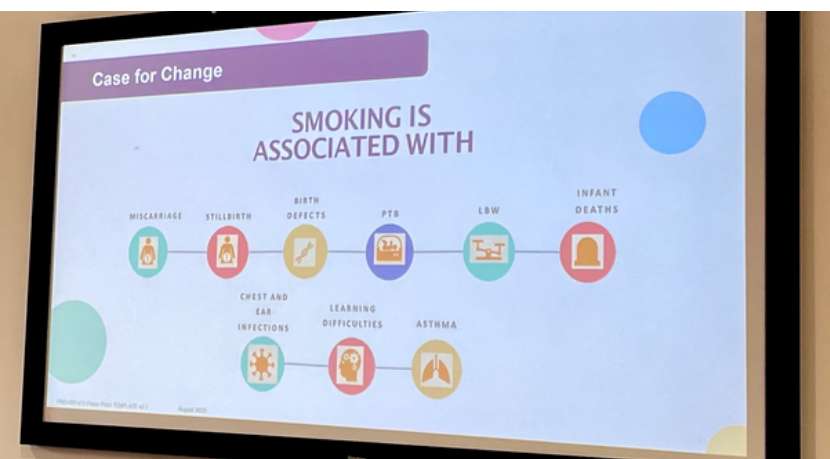 Case for Change
SMOKING IS
ASSOCIATED WITH
MISCARRIAGE
STILLBIRTH
BIRTH
DEFECTS
PTB
LBW
INFANT
DEATHS
CHEST AND
EAR
INFECTIONS
LEARNING
DIFFICULTIES
ASTHMA
August 2023